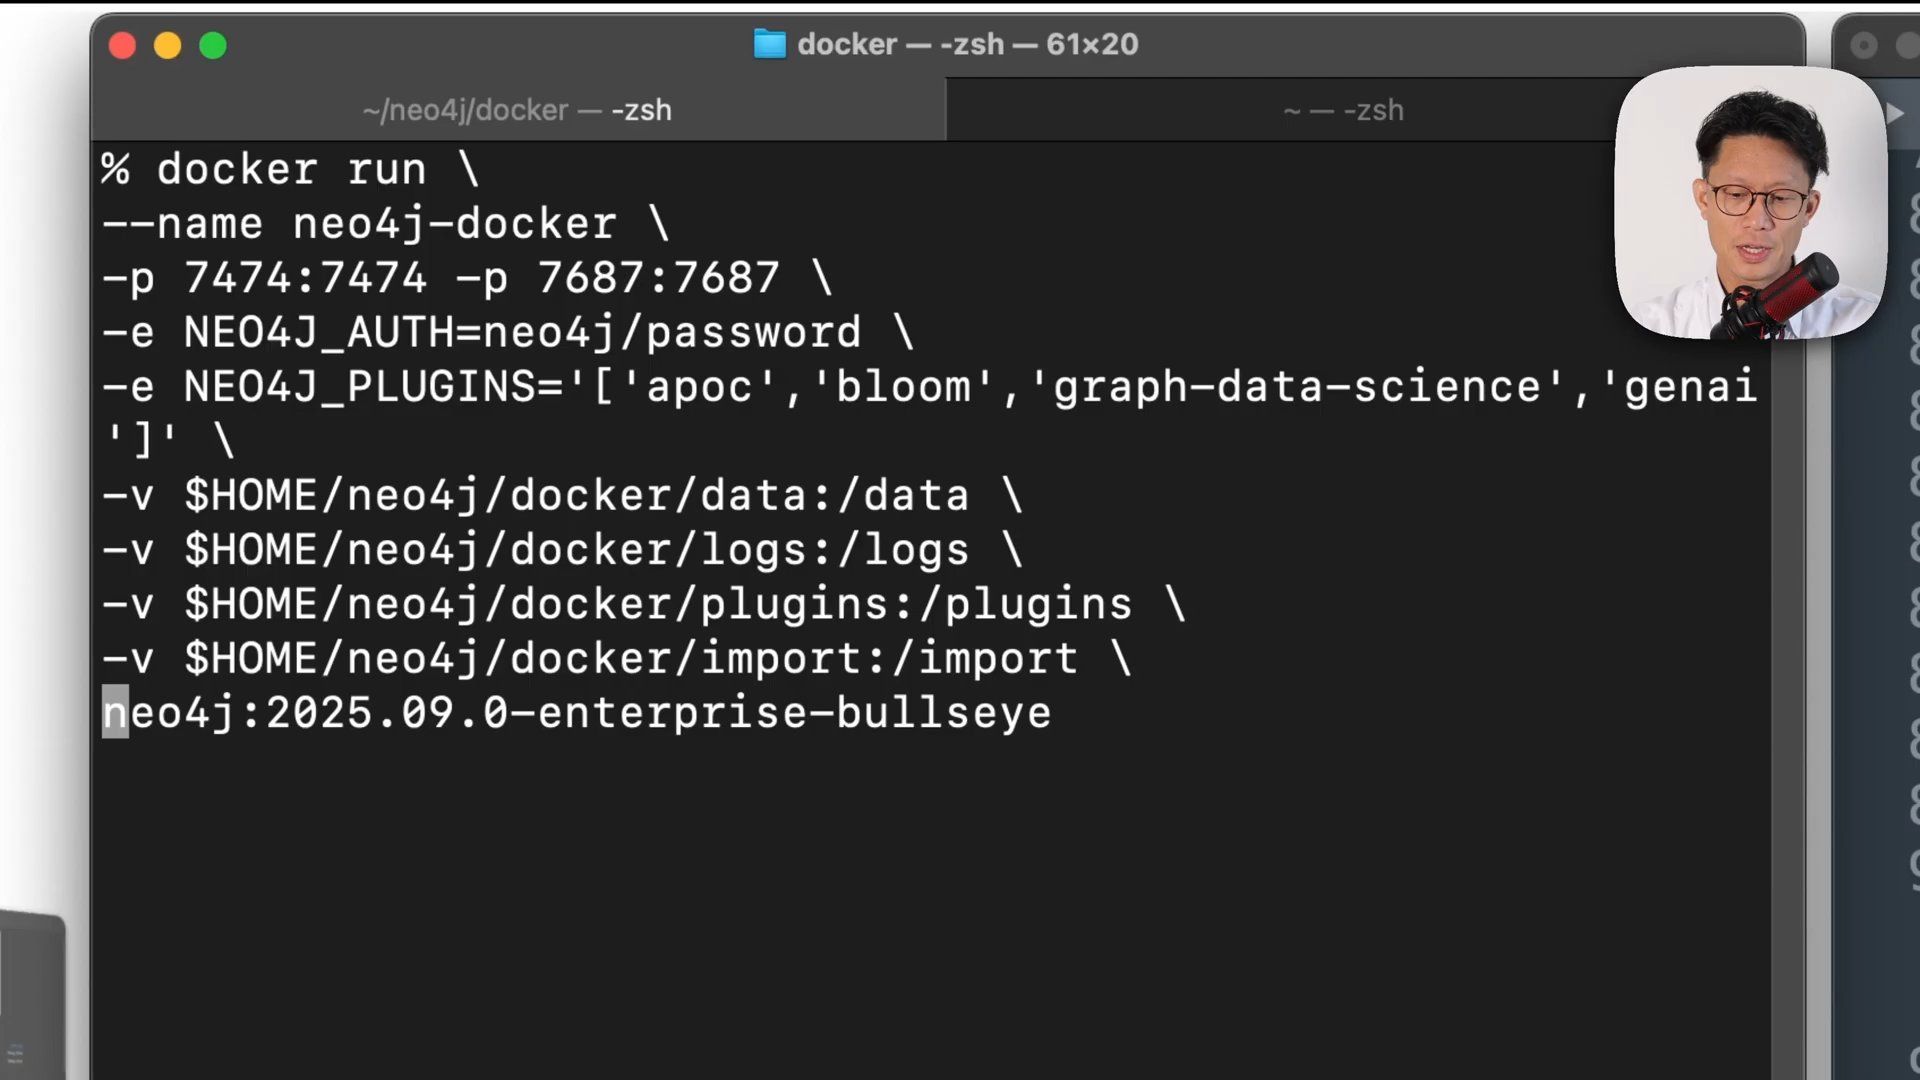 docker — -zsh — 61×20
~/neo4j/docker — -zsh
~ — -zsh
% docker run \
--name neo4j-docker \
-p 7474:7474 -p 7687:7687 \
-e NEO4J_AUTH=neo4j/password \
-e NEO4J_PLUGINS='['apoc','bloom','graph-data-science','genai
']' \
-v $HOME/neo4j/docker/data:/data \
-v $HOME/neo4j/docker/logs:/logs \
-v $HOME/neo4j/docker/plugins:/plugins \
-v $HOME/neo4j/docker/import:/import \
neo4j:2025.09.0-enterprise-bullseye